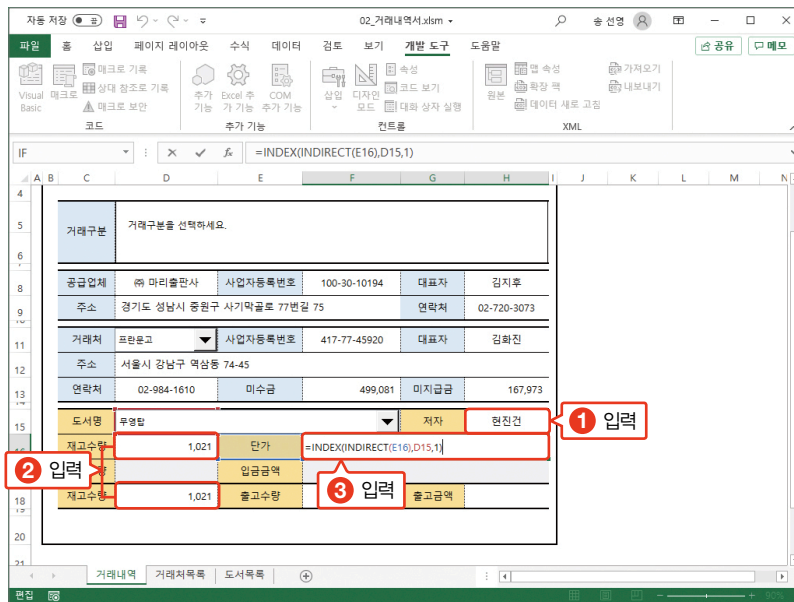 자동 저장 끔 02_거래내역서.xlsm 송 선영
파일 홈 삽입 페이지 레이아웃 수식 데이터 검토 보기 개발 도구 도움말 공유 메모
Visual Basic 매크로 매크로 기록 상대 참조로 기록 매크로 보안
추가 기능 Excel 추가 기능 COM 추가 기능
삽입 디자인 모드 속성 코드 보기 대화 상자 실행
원본 맵 속성 확장 팩 데이터 새로 고침 가져오기 내보내기
코드 추가 기능 컨트롤 XML
IF =INDEX(INDIRECT(E16),D15,1)
A B C D E F G H I J K L M N
4
5 거래구분 거래구분을 선택하세요.
6
8 공급업체 ㈜ 마리출판사 사업자등록번호 100-30-10194 대표자 김지후
9 주소 경기도 성남시 중원구 사기막골로 77번길 75 연락처 02-720-3073
11 거래처 프란문고 사업자등록번호 417-77-45920 대표자 김화진
12 주소 서울시 강남구 역삼동 74-45
13 연락처 02-984-1610 미수금 499,081 미지급금 167,973
15 도서명 무영탑 저자 현진건 1 입력
재고수량 1,021 단가 =INDEX(INDIRECT(E16),D15,1)
2 입력 입금금액 3 입력
18 재고수량 1,021 출고수량 출고금액
20
21
거래내역 거래처목록 도서목록
편집 90%